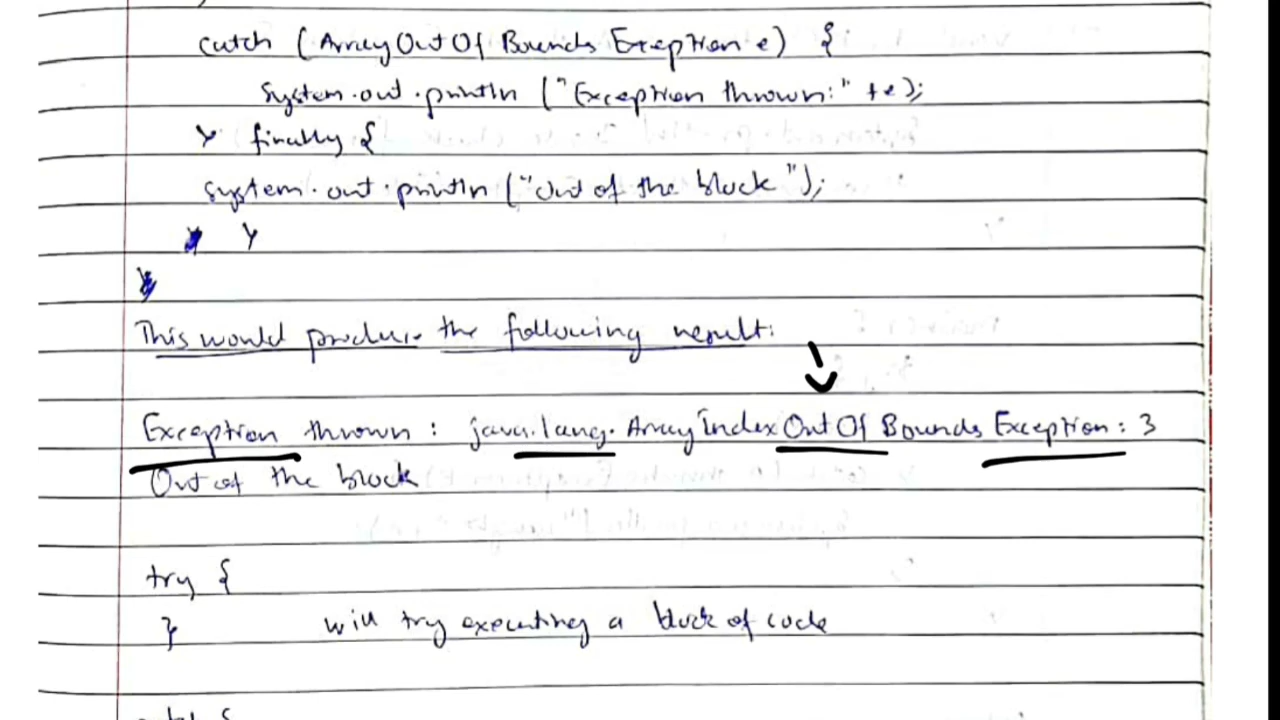 catch (ArrayOutOfBoundsException e) {
System.out.println ("Exception thrown:" +e);
} finally {
System.out.println ("Out of the block");
}
}
This would produce the following result:
Exception thrown : java.lang.ArrayIndexOutOfBoundsException : 3
Out of the block
try {
} will try executing a block of code